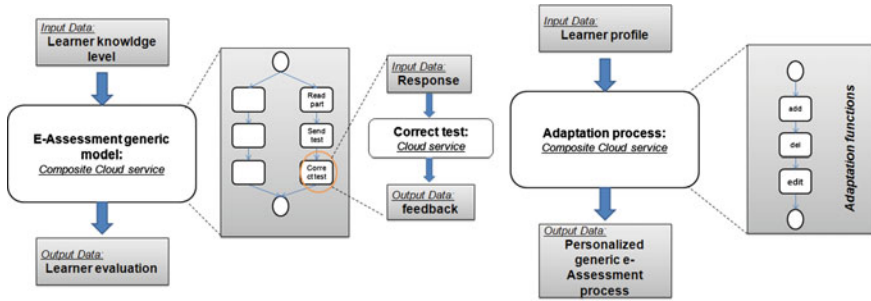 Input Data:
Learner knowldge
level
E-Assessment generic
model:
Composite Cloud service
Output Data:
Learner evaluation
Read
part
Send
test
Corre
ct test
Input Data:
Response
Correct test:
Cloud service
Output Data:
feedback
Input Data:
Learner profile
Adaptation process:
Composite Cloud service
Output Data:
Personalized
generic e-
Assessment
process
add
del
edit
Adaptation functions